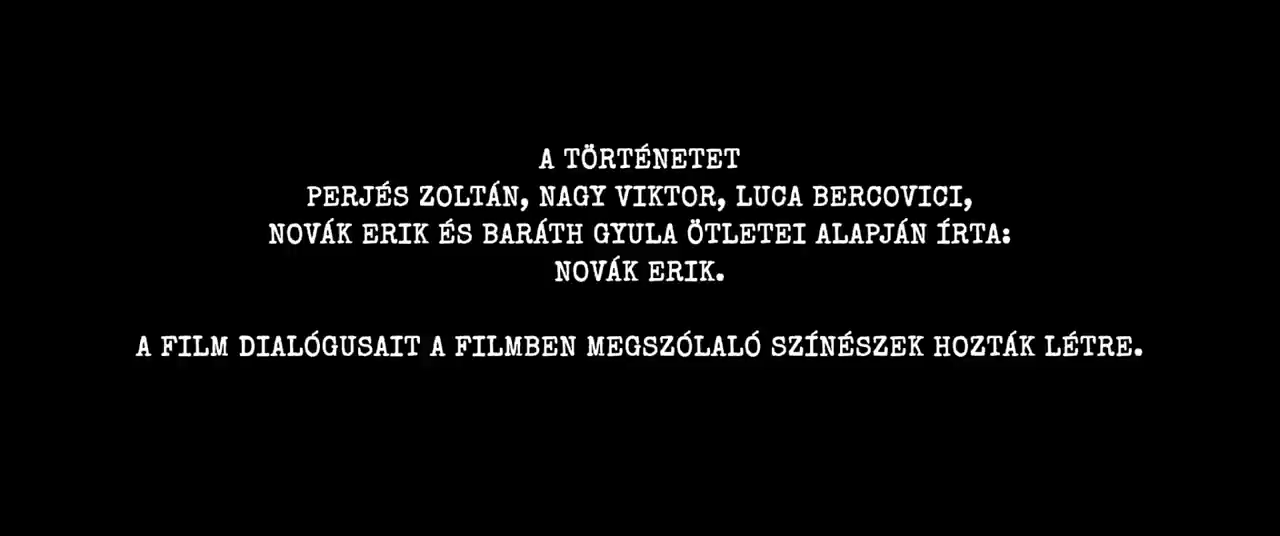 A TÖRTÉNETET
PERJÉS ZOLTÁN, NAGY VIKTOR, LUCA BERCOVICI,
NOVÁK ERIK ÉS BARÁTH GYULA ÖTLETEI ALAPJÁN ÍRTA:
NOVÁK ERIK.
A FILM DIALÓGUSAIT A FILMBEN MEGSZÓLALÓ SZÍNÉSZEK HOZTÁK LÉTRE.